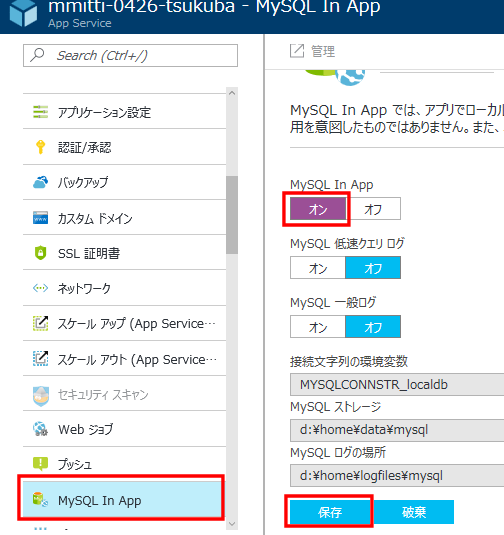 mmitti-0426-tsukuba - MySQL In App
App Service
Search (Ctrl+/)
アプリケーション設定
認証/承認
バックアップ
カスタム ドメイン
SSL 証明書
ネットワーク
スケール アップ (App Service…
スケール アウト (App Service…
セキュリティ スキャン
Web ジョブ
プッシュ
MySQL In App
管理
MySQL In App では、アプリでローカル
用を意図したものではありません。また、
MySQL In App
オン オフ
MySQL 低速クエリ ログ
オン オフ
MySQL 一般ログ
オン オフ
接続文字列の環境変数
MYSQLCONNSTR_localdb
MySQL ストレージ
d:¥home¥data¥mysql
MySQL ログの場所
d:¥home¥logfiles¥mysql
保存 破棄